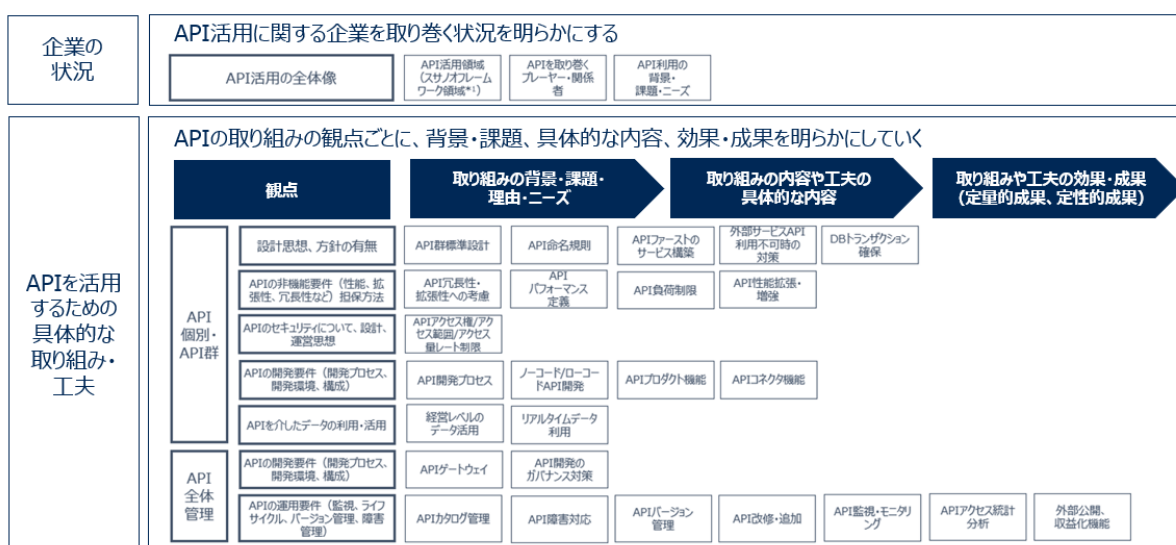 企業の
状況
API活用に関する企業を取り巻く状況を明らかにする
API活用の全体像
API活用領域
(スサノオフレーム
ワーク領域*1)
APIを取り巻く
プレーヤー・関係
者
API利用の
背景・
課題・ニーズ
APIを活用
するための
具体的な
取り組み・
工夫
APIの取り組みの観点ごとに、背景・課題、具体的な内容、効果・成果を明らかにしていく
観点
取り組みの背景・課題・
理由・ニーズ
取り組みの内容や工夫の
具体的な内容
取り組みや工夫の効果・成果
(定量的成果、定性的成果)
API
個別・
API群
設計思想、方針の有無
API群標準設計
API命名規則
APIファーストの
サービス構築
外部サービスAPI
利用不可時の
対策
DBトランザクション
確保
APIの非機能要件（性能、拡
張性、冗長性など）担保方法
API冗長性・
拡張性への考慮
API
パフォーマンス
定義
API負荷制限
API性能拡張・
増強
APIのセキュリティについて、設計、
運営思想
APIアクセス権/アク
セス範囲/アクセス
量レート制限
APIの開発要件（開発プロセス、
開発環境、構成）
API開発プロセス
ノーコード/ローコー
ドAPI開発
APIプロダクト機能
APIコネクタ機能
APIを介したデータの利用・活用
経営レベルの
データ活用
リアルタイムデータ
利用
API
全体
管理
APIの開発要件（開発プロセス、
開発環境、構成）
APIゲートウェイ
API開発の
ガバナンス対策
APIの運用要件（監視、ライフ
サイクル、バージョン管理、障害
管理）
APIカタログ管理
API障害対応
APIバージョン
管理
API改修・追加
API監視・モニタリ
ング
APIアクセス統計
分析
外部公開、
収益化機能